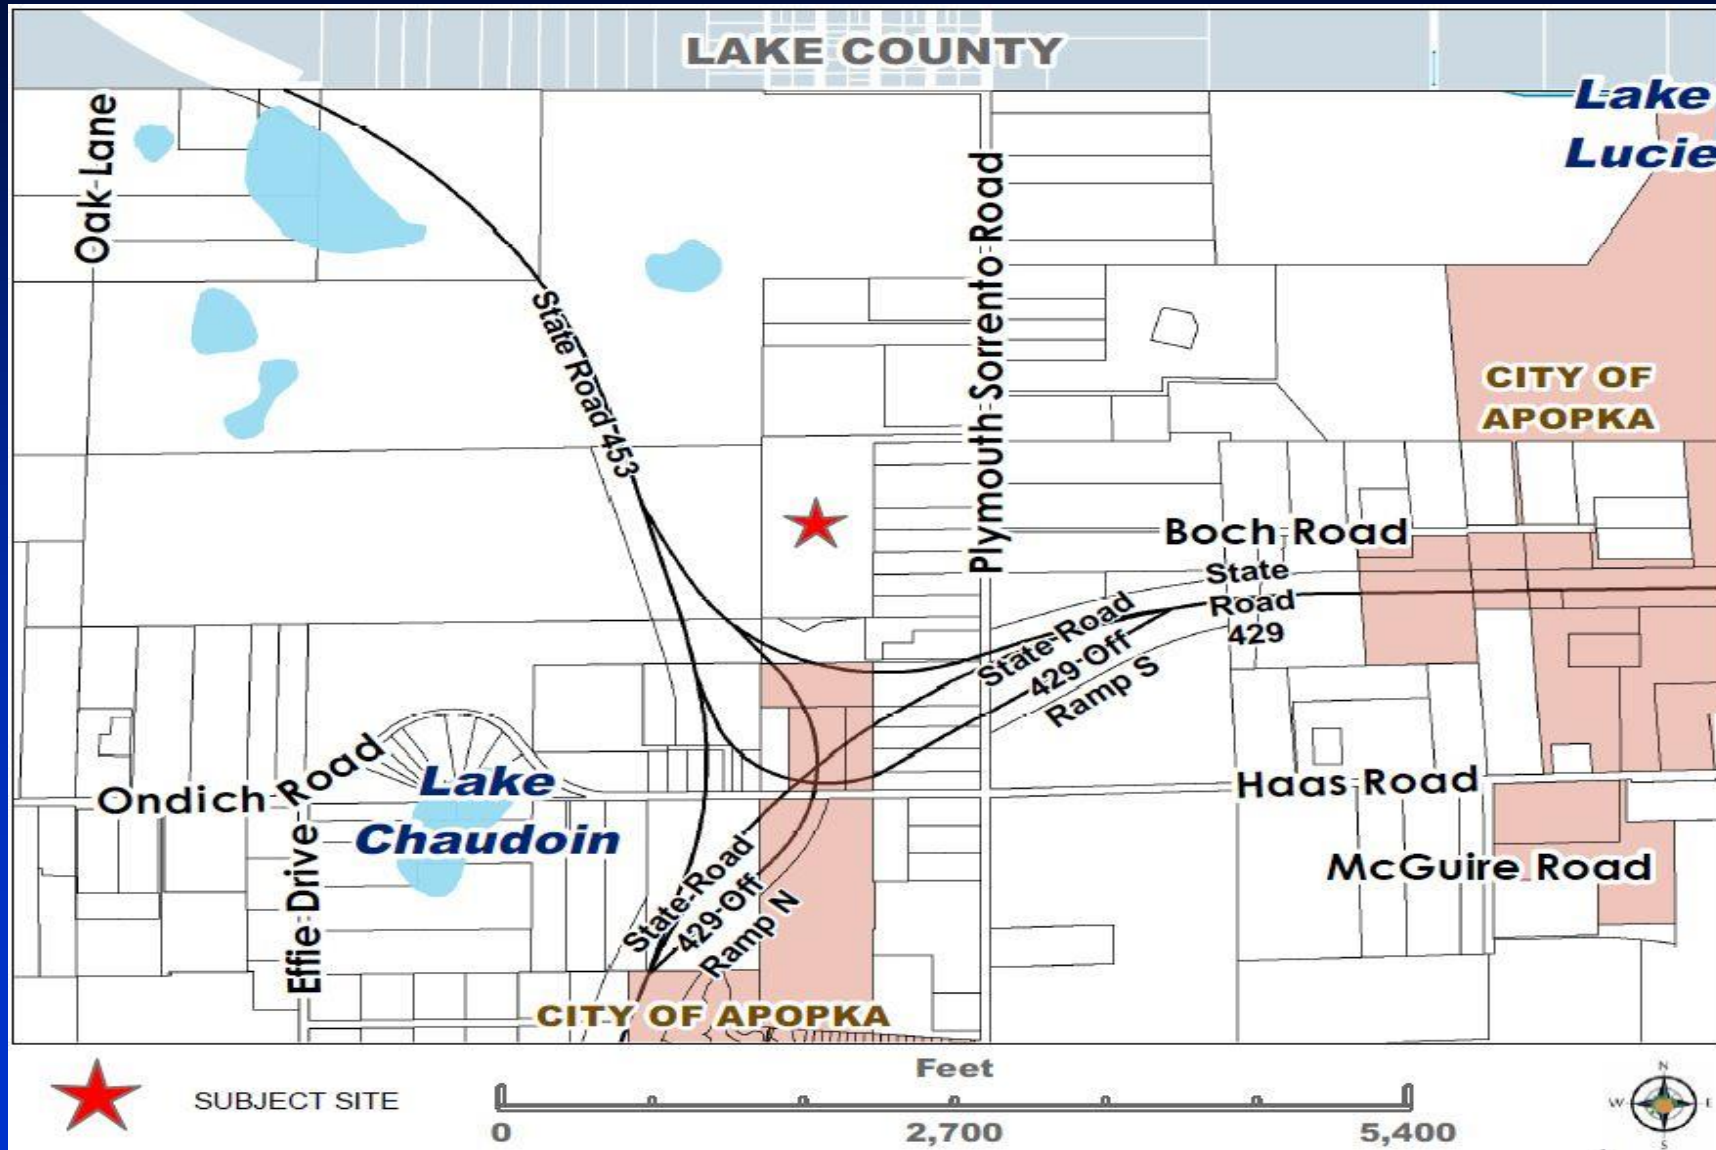 LAKE COUNTY
Lake
Lucie
Oak Lane
Plymouth-Sorrento Road
State Road 453
CITY OF
APOPKA
Boch Road
State
Road
429
State Road
429 Off
Ramp S
Ondich Road
Lake
Chaudoin
Haas Road
McGuire Road
Effie Drive
State Road
429 Off
Ramp N
CITY OF APOPKA
SUBJECT SITE
Feet
0
2,700
5,400
N
W
E
S